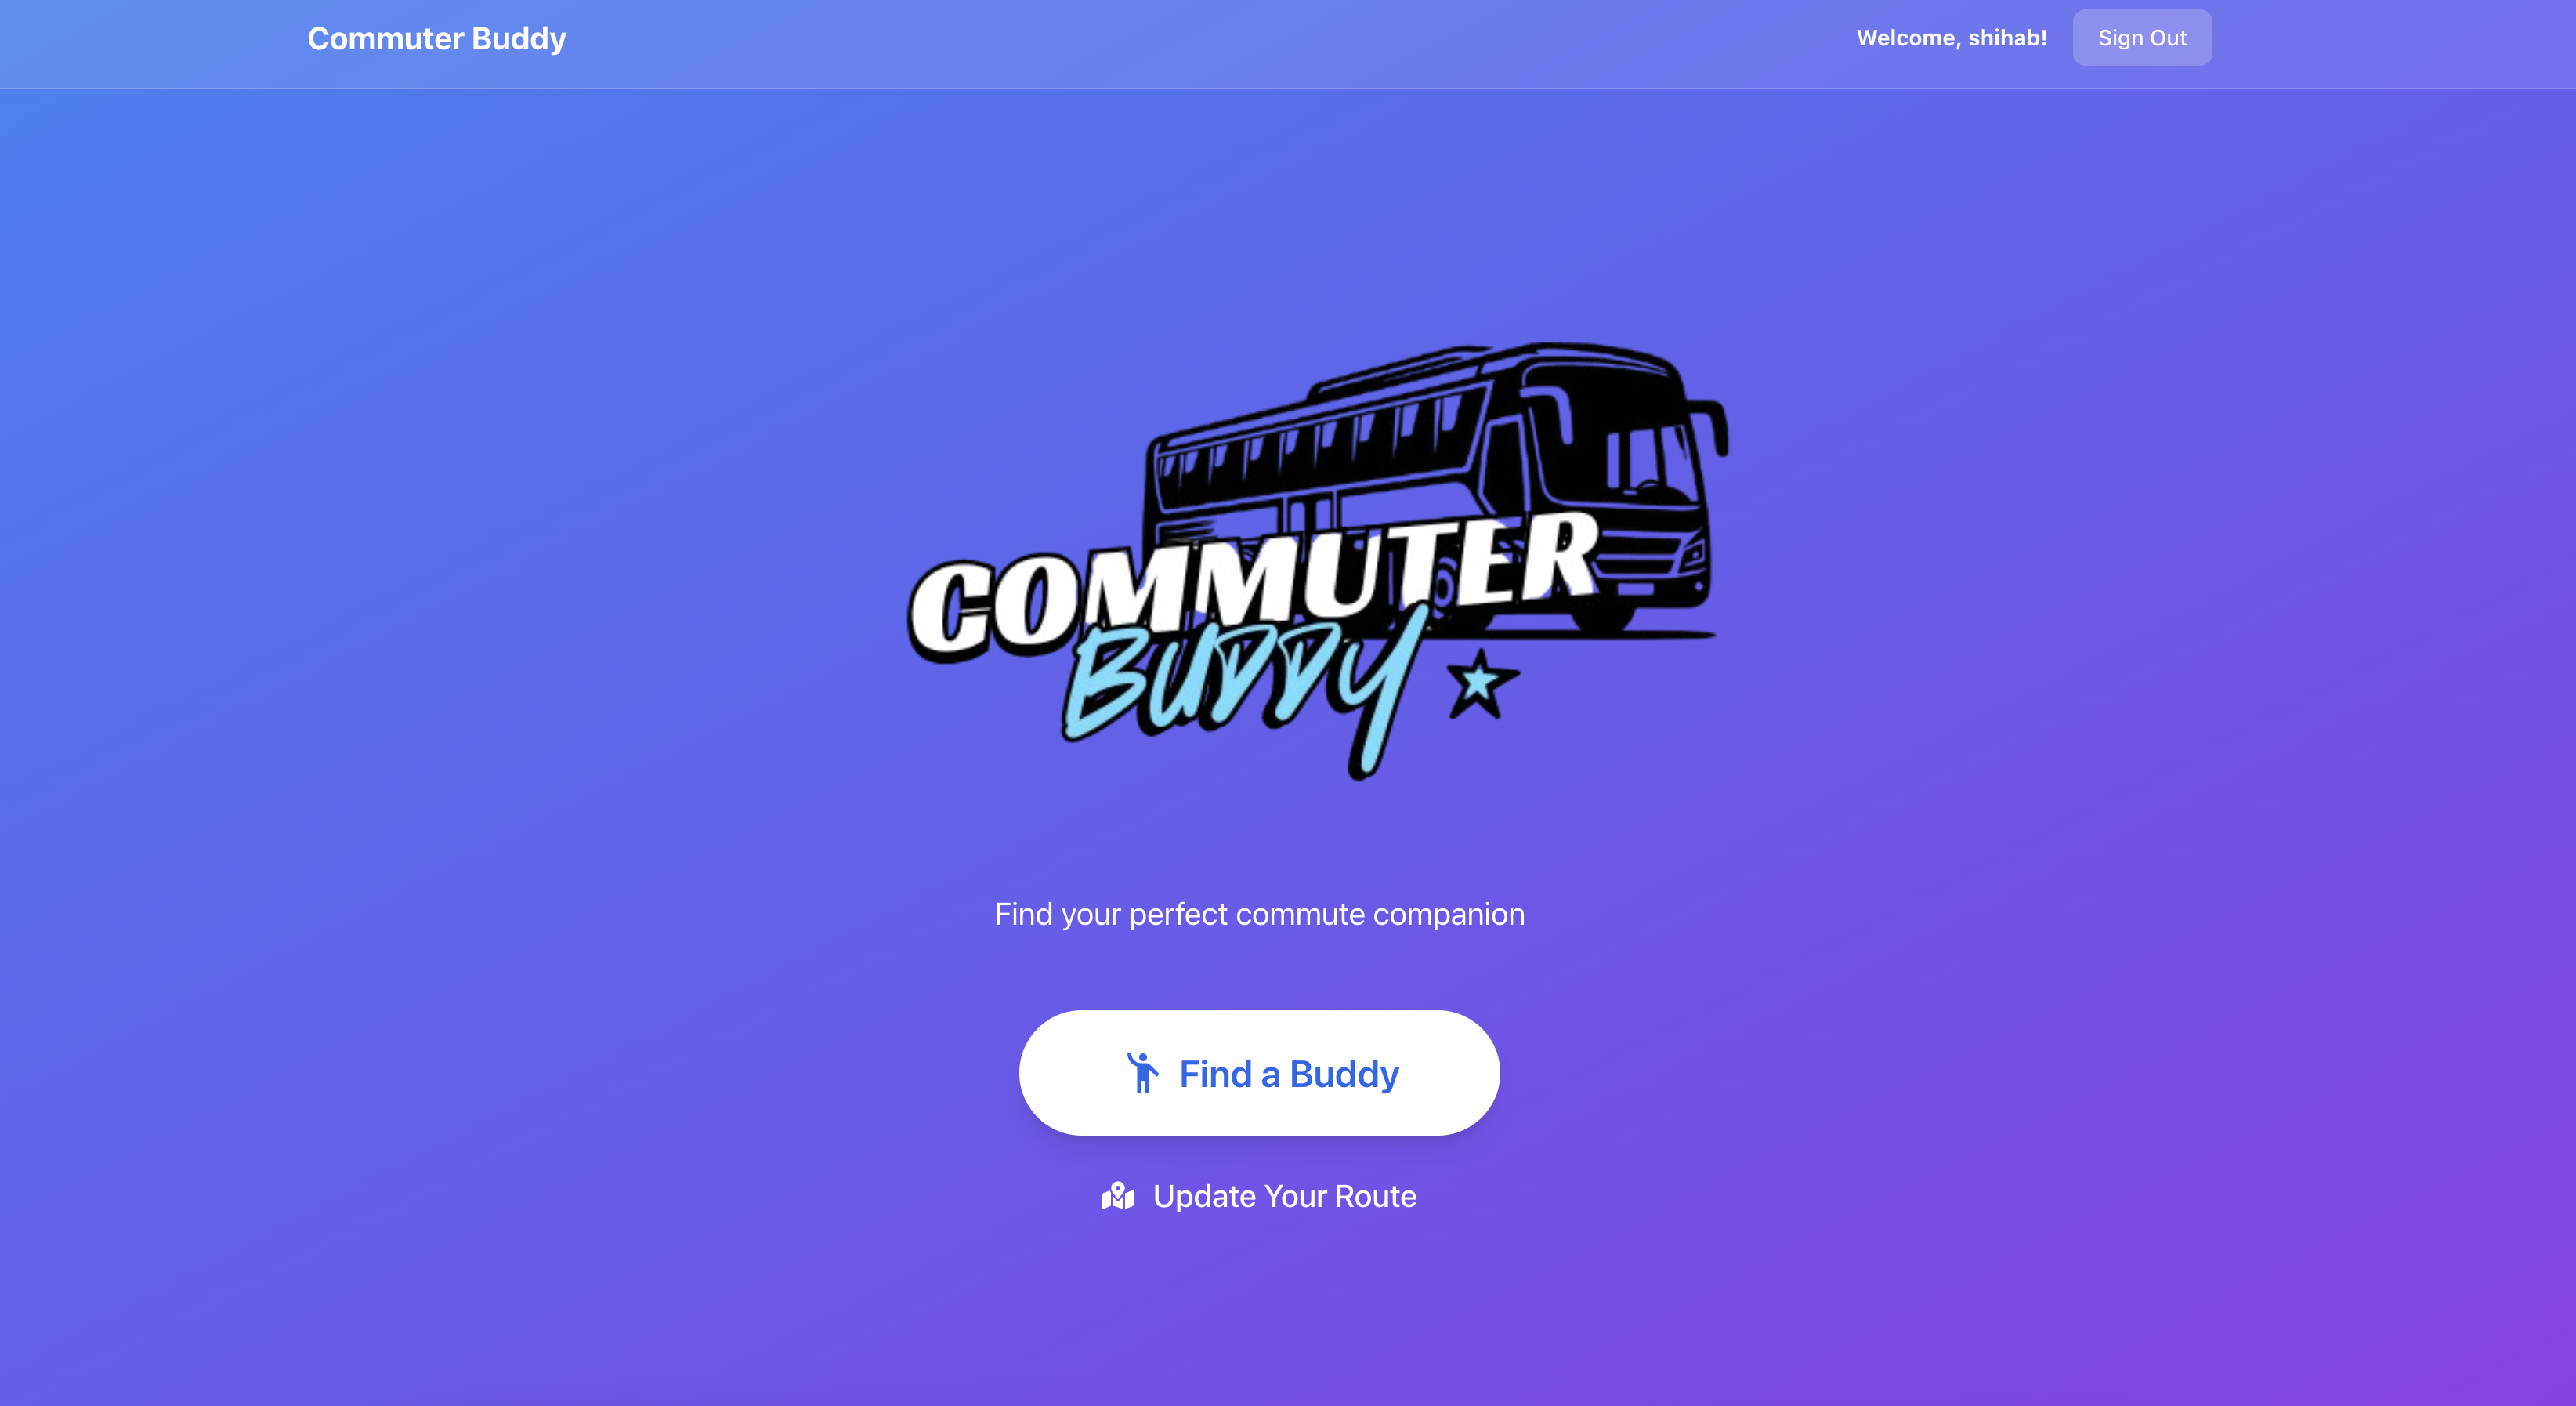 Commuter Buddy
Welcome, shihab!
Sign Out
COMMUTER
BUDDY
Find your perfect commute companion
Find a Buddy
Update Your Route